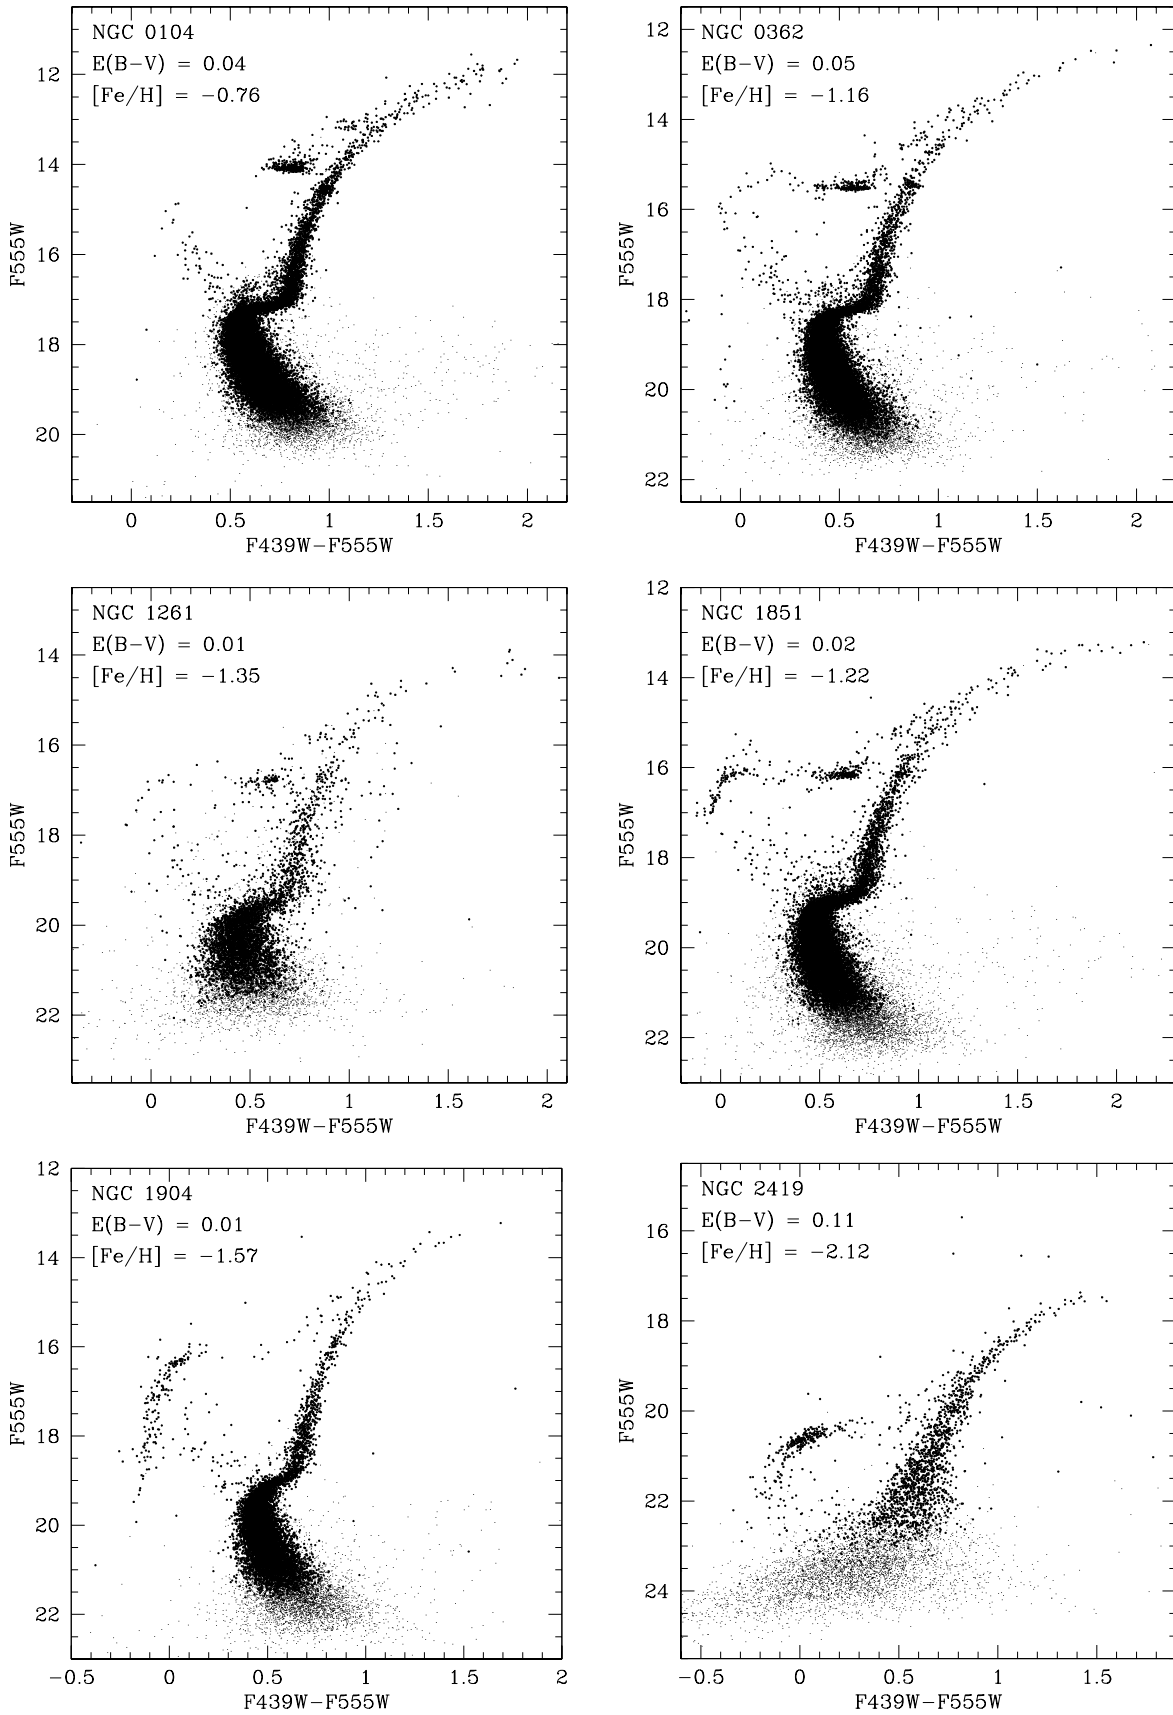 NGC 0104
E(B−V) = 0.04
[Fe/H] = −0.76
12
14
16
18
20
F555W
0 0.5 1 1.5 2
F439W−F555W
NGC 0362
E(B−V) = 0.05
[Fe/H] = −1.16
12
14
16
18
20
22
F555W
0 0.5 1 1.5 2
F439W−F555W
NGC 1261
E(B−V) = 0.01
[Fe/H] = −1.35
14
16
18
20
22
F555W
0 0.5 1 1.5 2
F439W−F555W
NGC 1851
E(B−V) = 0.02
[Fe/H] = −1.22
12
14
16
18
20
22
F555W
0 0.5 1 1.5 2
F439W−F555W
NGC 1904
E(B−V) = 0.01
[Fe/H] = −1.57
12
14
16
18
20
22
F555W
−0.5 0 0.5 1 1.5 2
F439W−F555W
NGC 2419
E(B−V) = 0.11
[Fe/H] = −2.12
16
18
20
22
24
F555W
−0.5 0 0.5 1 1.5
F439W−F555W